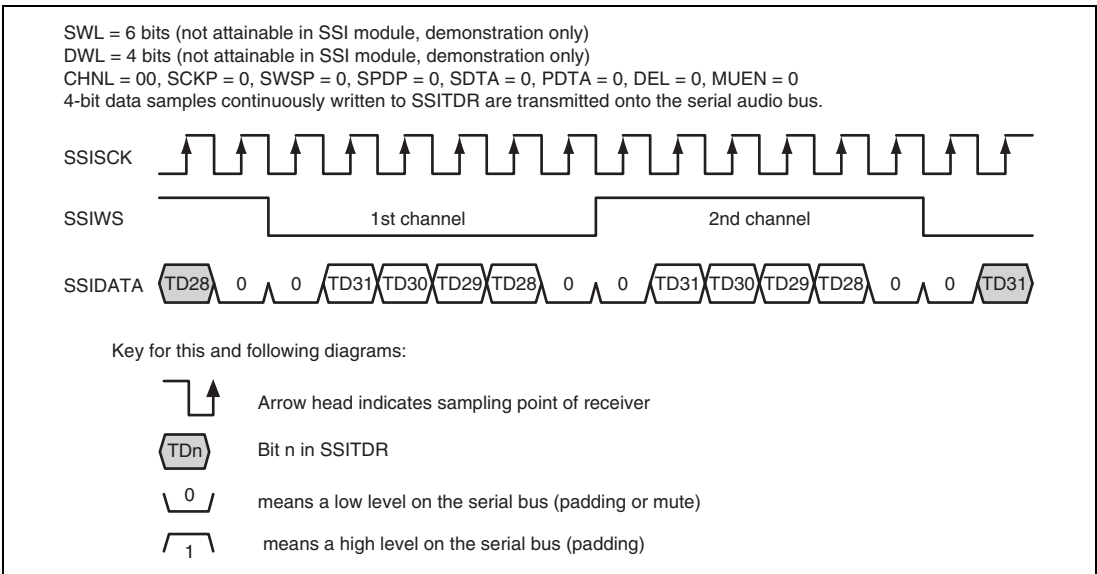 SWL = 6 bits (not attainable in SSI module, demonstration only)
DWL = 4 bits (not attainable in SSI module, demonstration only)
CHNL = 00, SCKP = 0, SWSP = 0, SPDP = 0, SDTA = 0, PDTA = 0, DEL = 0, MUEN = 0
4-bit data samples continuously written to SSITDR are transmitted onto the serial audio bus.
SSISCK
SSIWS 1st channel 2nd channel
SSIDATA TD28 0 0 TD31 TD30 TD29 TD28 0 0 TD31 TD30 TD29 TD28 0 0 TD31
Key for this and following diagrams:
Arrow head indicates sampling point of receiver
TDn Bit n in SSITDR
0 means a low level on the serial bus (padding or mute)
1 means a high level on the serial bus (padding)